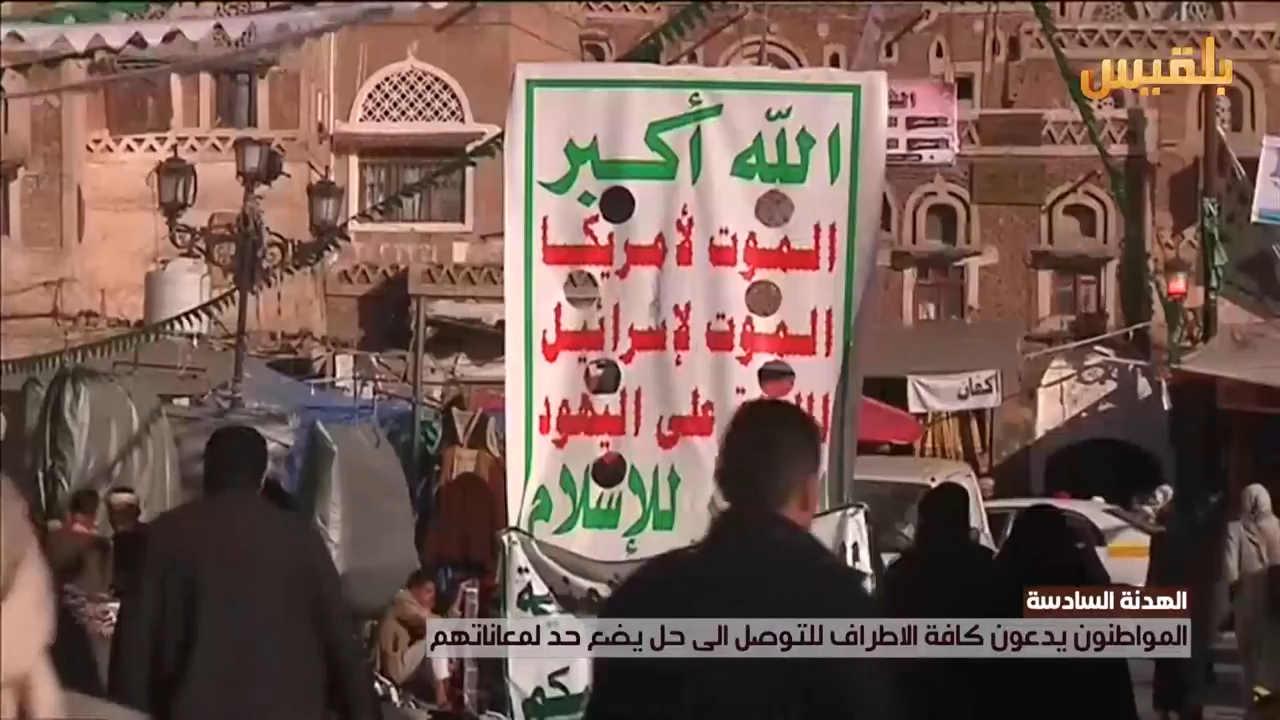 بلقيس
الله أكبر
الموت لأمريكا
الموت لإسرائيل
على اليهود
للإسلام
اكفان
الهدنة السادسة
المواطنون يدعون كافة الاطراف للتوصل الى حل يضع حد لمعاناتهم